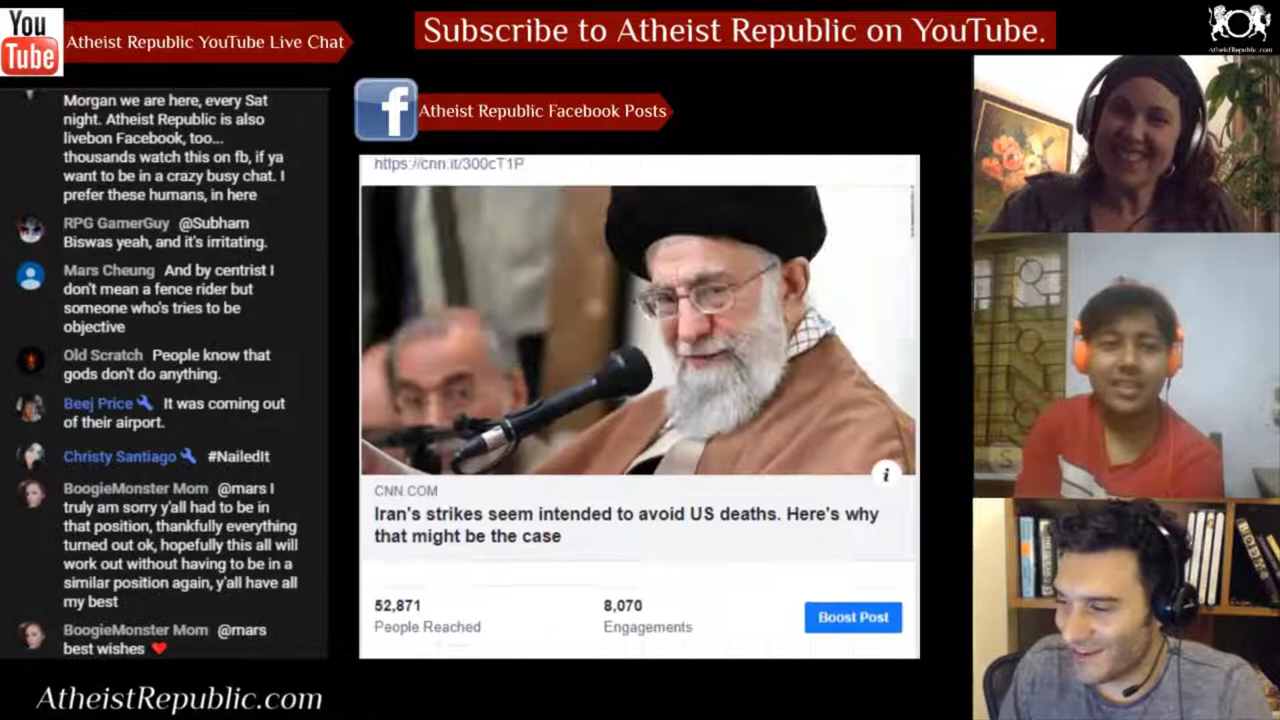 You
Tube
Atheist Republic YouTube Live Chat
Subscribe to Atheist Republic on YouTube.
AtheistRepublic.com
Morgan we are here, every Sat
night. Atheist Republic is also
livebon Facebook, too...
thousands watch this on fb, if ya
want to be in a crazy busy chat. I
prefer these humans, in here
RPG GamerGuy @Subham
Biswas yeah, and it's irritating.
Mars Cheung And by centrist I
don't mean a fence rider but
someone who's tries to be
objective
Old Scratch People know that
gods don't do anything.
Beej Price It was coming out
of their airport.
Christy Santiago #NailedIt
BoogieMonster Mom @mars I
truly am sorry y'all had to be in
that position, thankfully everything
turned out ok, hopefully this all will
work out without having to be in a
similar position again, y'all have all
my best
BoogieMonster Mom @mars
best wishes ❤
f
Atheist Republic Facebook Posts
https://cnn.it/300cT1P
i
CNN.COM
Iran's strikes seem intended to avoid US deaths. Here's why
that might be the case
52,871
People Reached
8,070
Engagements
Boost Post
AtheistRepublic.com